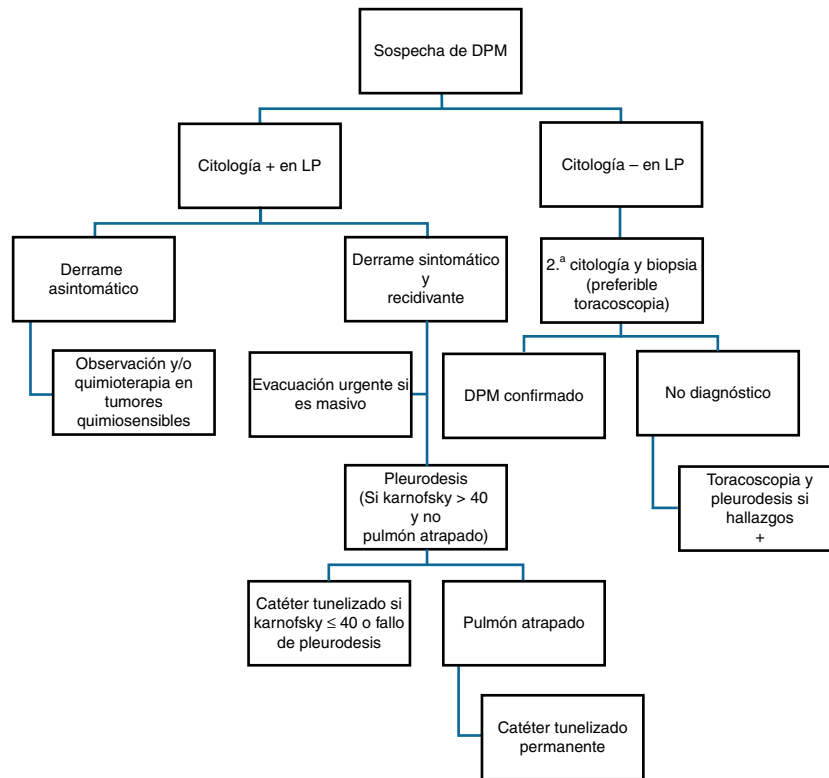 Sospecha de DPM
Citología + en LP
Citología – en LP
Derrame
asintomático
Derrame sintomático
y
recidivante
2.ª citología y biopsia
(preferible
toracoscopia)
Observación y/o
quimioterapia en
tumores
quimiosensibles
Evacuación urgente si
es masivo
DPM confirmado
No diagnóstico
Pleurodesis
(Si karnofsky > 40
y no
pulmón atrapado)
Toracoscopia y
pleurodesis si
hallazgos
+
Catéter tunelizado si
karnofsky ≤ 40 o fallo
de pleurodesis
Pulmón atrapado
Catéter tunelizado
permanente